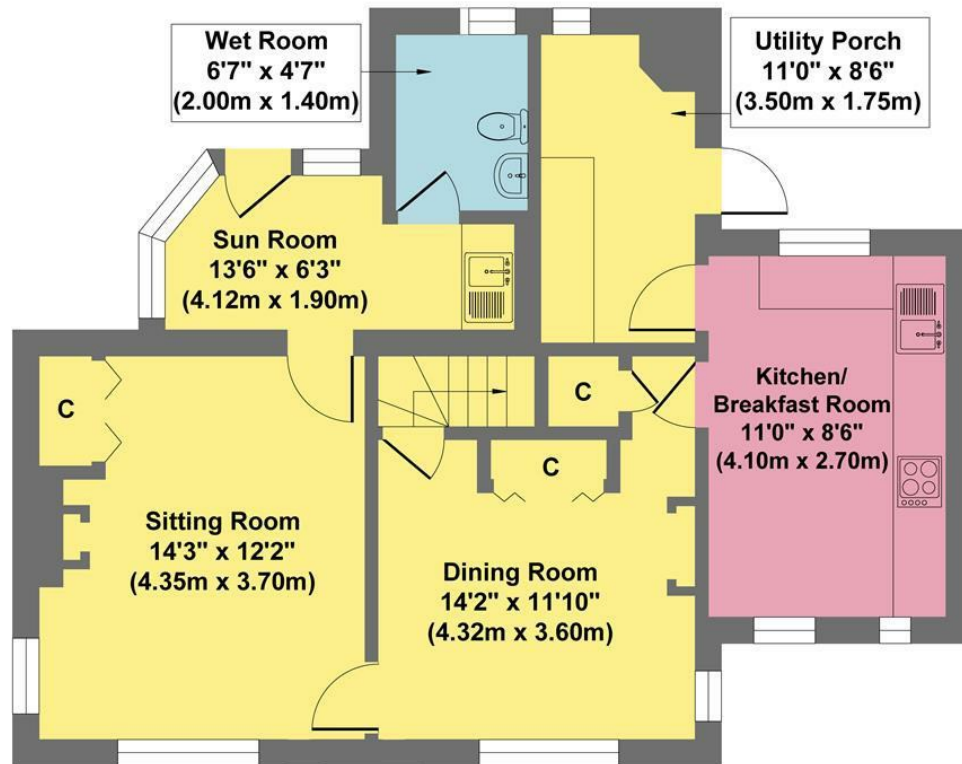 Wet Room
6'7" x 4'7"
(2.00m x 1.40m)
Utility Porch
11'0" x 8'6"
(3.50m x 1.75m)
Sun Room
13'6" x 6'3"
(4.12m x 1.90m)
C
C
C
Kitchen/
Breakfast Room
11'0" x 8'6"
(4.10m x 2.70m)
Sitting Room
14'3" x 12'2"
(4.35m x 3.70m)
Dining Room
14'2" x 11'10"
(4.32m x 3.60m)